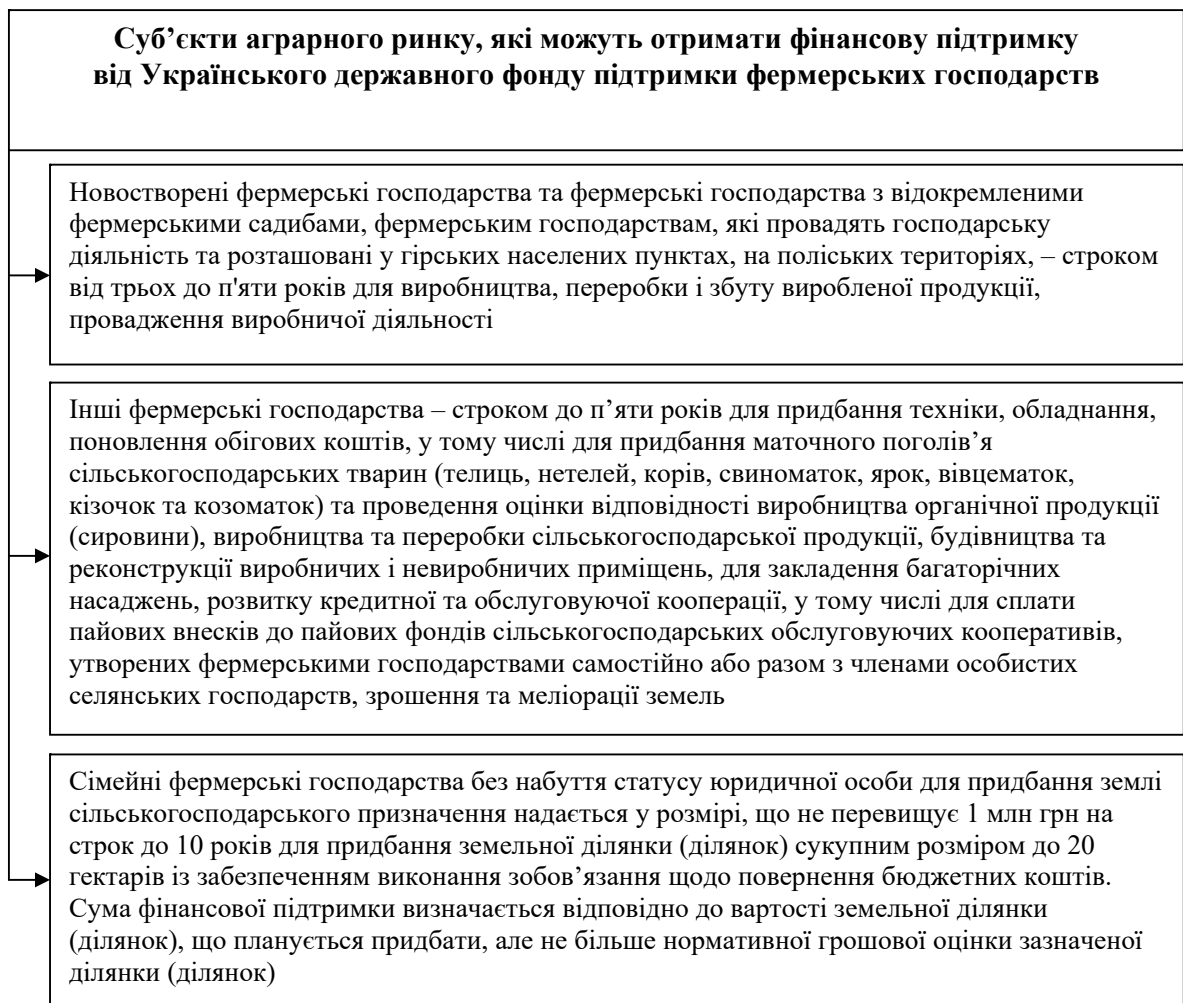 Суб’єкти аграрного ринку, які можуть отримати фінансову підтримку
від Українського державного фонду підтримки фермерських господарств
Новостворені фермерські господарства та фермерські господарства з відокремленими
фермерськими садибами, фермерським господарствам, які провадять господарську
діяльність та розташовані у гірських населених пунктах, на поліських територіях, – строком
від трьох до п'яти років для виробництва, переробки і збуту виробленої продукції,
провадження виробничої діяльності
Інші фермерські господарства – строком до п’яти років для придбання техніки, обладнання,
поновлення обігових коштів, у тому числі для придбання маточного поголів’я
сільськогосподарських тварин (телиць, нетелей, корів, свиноматок, ярок, вівцематок,
кізочок та козоматок) та проведення оцінки відповідності виробництва органічної продукції
(сировини), виробництва та переробки сільськогосподарської продукції, будівництва та
реконструкції виробничих і невиробничих приміщень, для закладення багаторічних
насаджень, розвитку кредитної та обслуговуючої кооперації, у тому числі для сплати
пайових внесків до пайових фондів сільськогосподарських обслуговуючих кооперативів,
утворених фермерськими господарствами самостійно або разом з членами особистих
селянських господарств, зрошення та меліорації земель
Сімейні фермерські господарства без набуття статусу юридичної особи для придбання землі
сільськогосподарського призначення надається у розмірі, що не перевищує 1 млн грн на
строк до 10 років для придбання земельної ділянки (ділянок) сукупним розміром до 20
гектарів із забезпеченням виконання зобов’язання щодо повернення бюджетних коштів.
Сума фінансової підтримки визначається відповідно до вартості земельної ділянки
(ділянок), що планується придбати, але не більше нормативної грошової оцінки зазначеної
ділянки (ділянок)